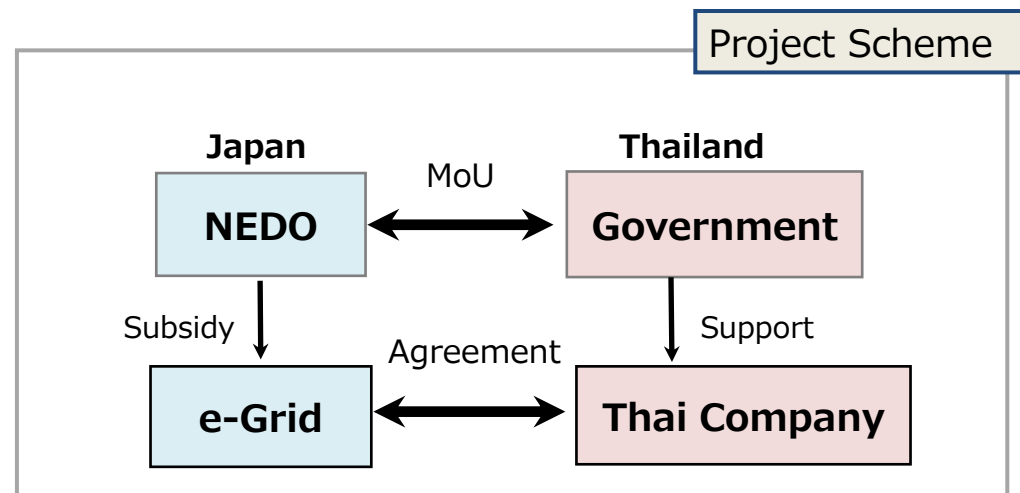 Project Scheme
Japan
Thailand
MoU
NEDO
Government
Subsidy
Support
Agreement
e-Grid
Thai Company